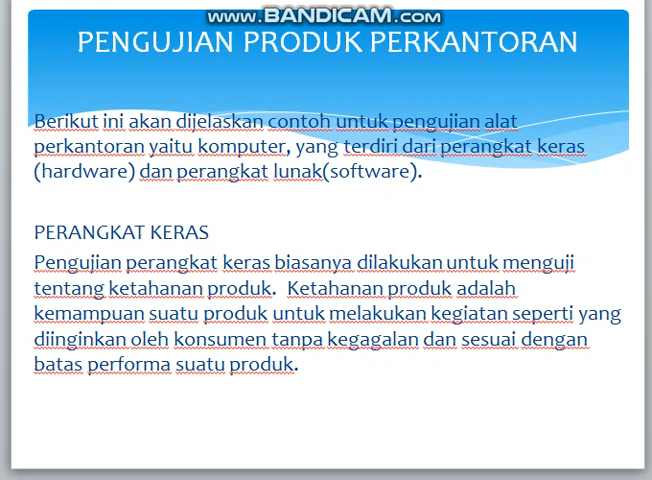 www.BANDICAM.com
PENGUJIAN PRODUK PERKANTORAN
Berikut ini akan dijelaskan contoh untuk pengujian alat
perkantoran yaitu komputer, yang terdiri dari perangkat keras
(hardware) dan perangkat lunak(software).
PERANGKAT KERAS
Pengujian perangkat keras biasanya dilakukan untuk menguji
tentang ketahanan produk. Ketahanan produk adalah
kemampuan suatu produk untuk melakukan kegiatan seperti yang
diinginkan oleh konsumen tanpa kegagalan dan sesuai dengan
batas performa suatu produk.